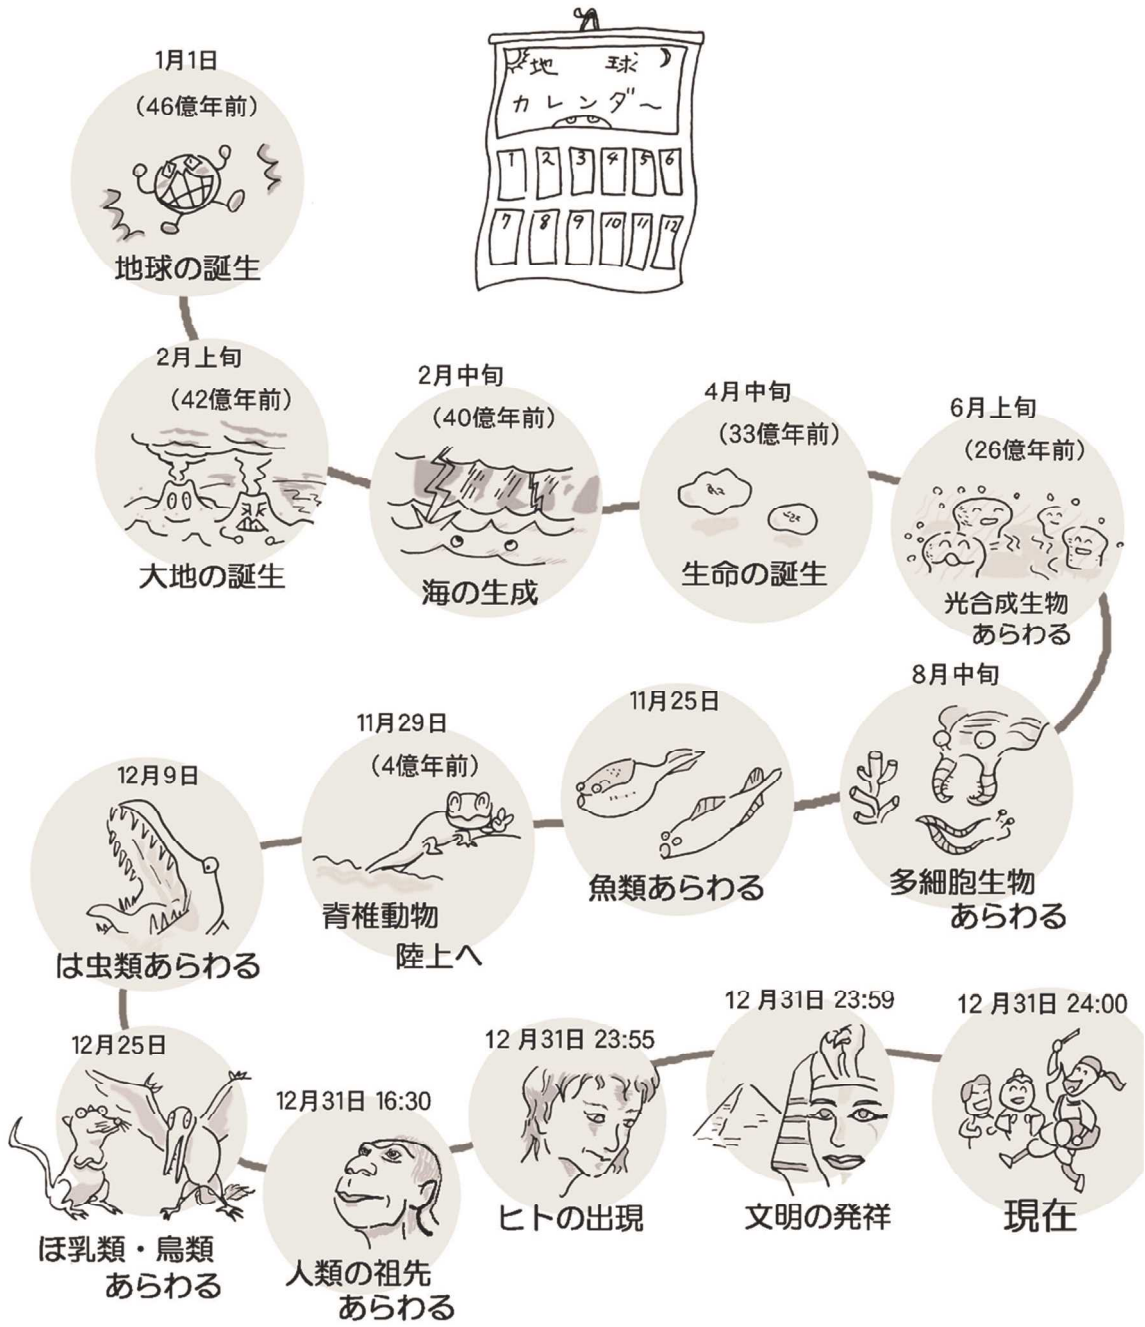 地 球
カレンダ～
1 2 3 4 5 6
7 8 9 10 11 12
1月1日
（46億年前）
地球の誕生
2月上旬
（42億年前）
大地の誕生
2月中旬
（40億年前）
海の生成
4月中旬
（33億年前）
生命の誕生
6月上旬
（26億年前）
光合成生物
あらわる
8月中旬
多細胞生物
あらわる
11月25日
魚類あらわる
11月29日
（4億年前）
脊椎動物
陸上へ
12月9日
は虫類あらわる
12月25日
ほ乳類・鳥類
あらわる
12月31日 16:30
人類の祖先
あらわる
12月31日 23:55
ヒトの出現
12月31日 23:59
文明の発祥
12月31日 24:00
現在